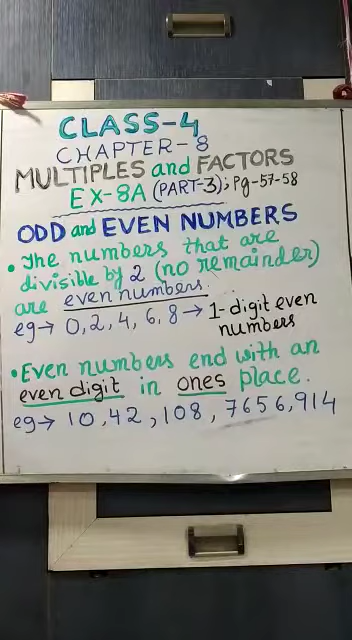 CLASS-4
CHAPTER-8
MULTIPLES and FACTORS
EX-8A (PART-3); Pg-57-58
ODD and EVEN NUMBERS
• The numbers that are
divisible by 2 (no remainder)
are even numbers.
eg→ 0, 2, 4, 6, 8 → 1-digit even
numbers
• Even numbers end with an
even digit in ones place.
eg→ 10, 42, 108, 7656, 914